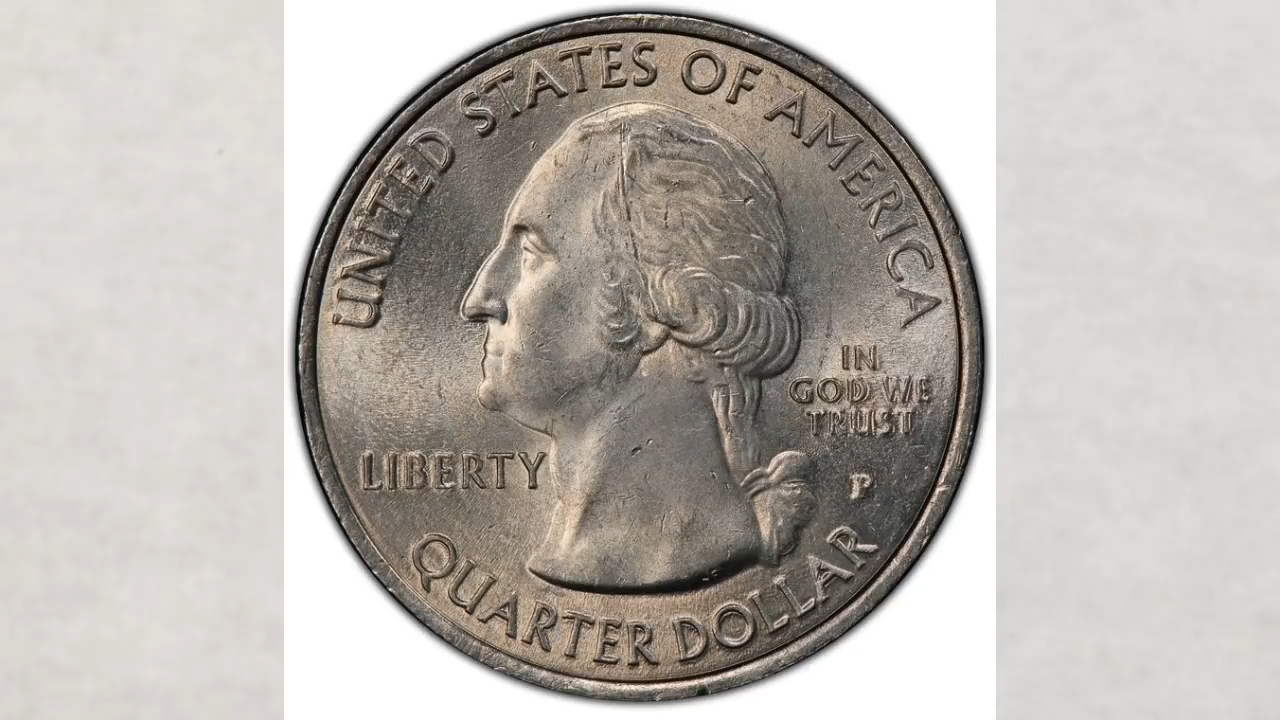 UNITED STATES OF AMERICA
LIBERTY
IN
GOD WE
TRUST
P
QUARTER DOLLAR